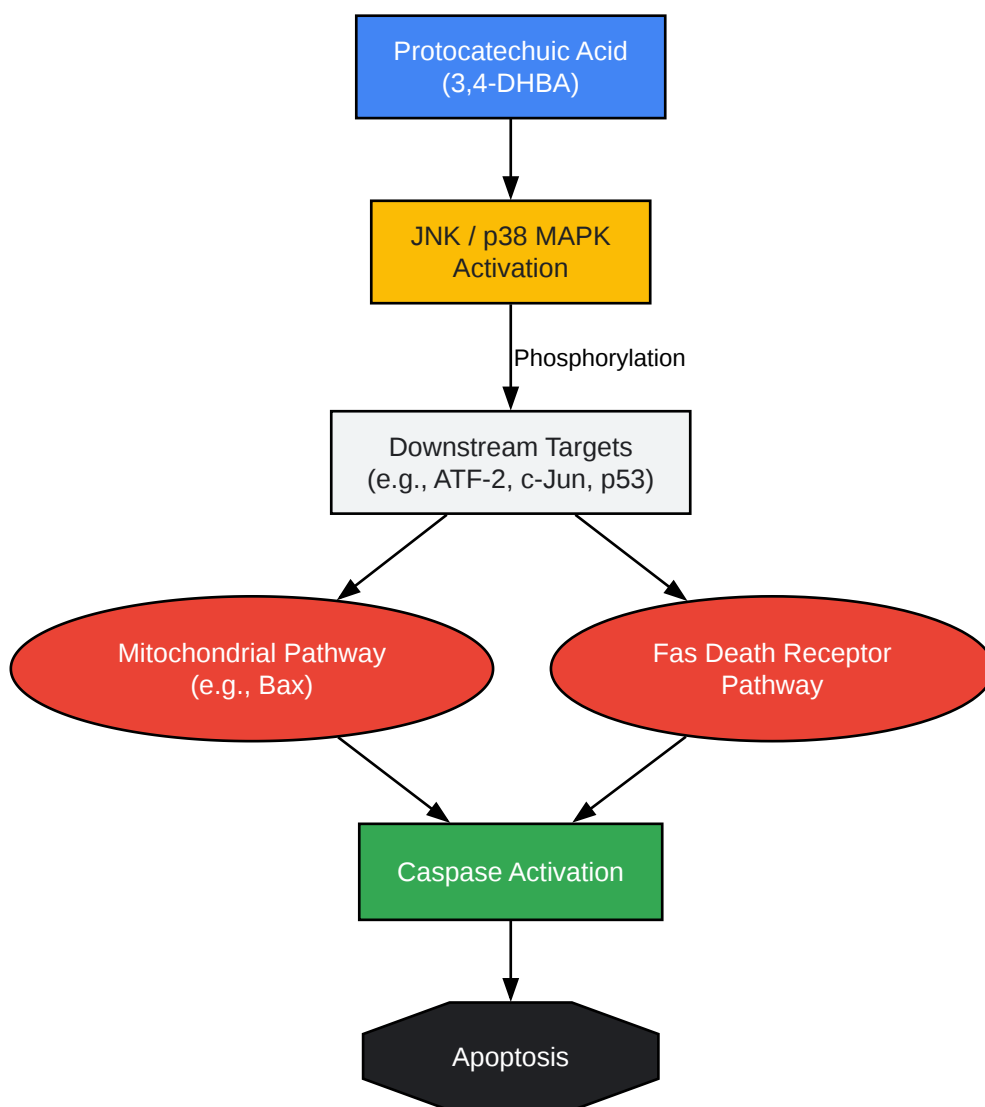 Protocatechuic Acid
(3,4-DHBA)
JNK / p38 MAPK
Activation
Phosphorylation
Downstream Targets
(e.g., ATF-2, c-Jun, p53)
Mitochondrial Pathway
(e.g., Bax)
Fas Death Receptor
Pathway
Caspase Activation
Apoptosis